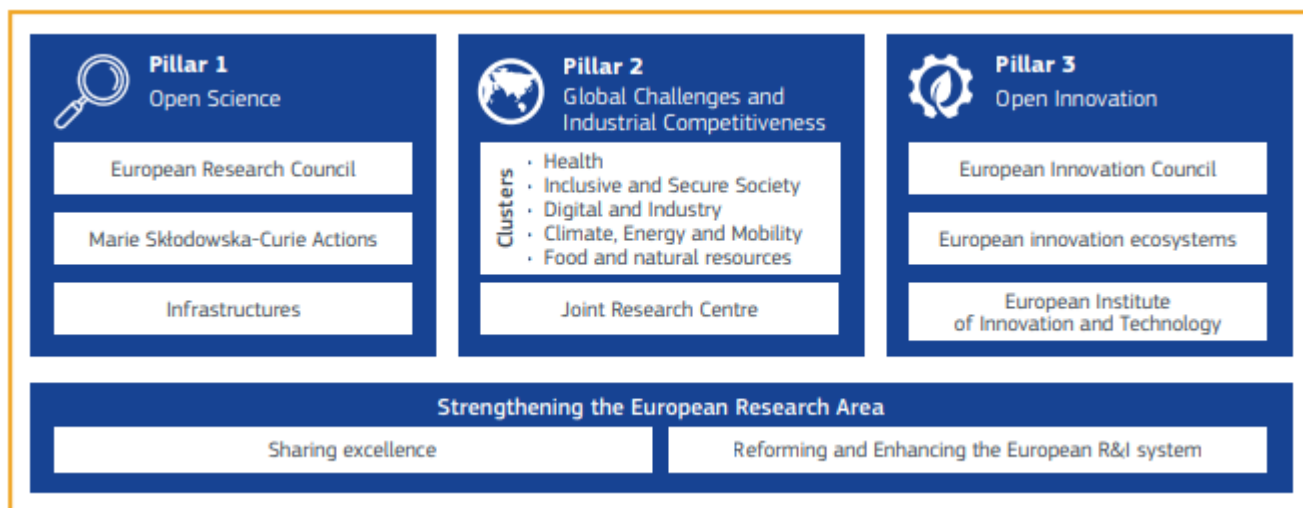 Pillar 1
Open Science
European Research Council
Marie Skłodowska-Curie Actions
Infrastructures
Pillar 2
Global Challenges and
Industrial Competitiveness
Clusters
· Health
· Inclusive and Secure Society
· Digital and Industry
· Climate, Energy and Mobility
· Food and natural resources
Joint Research Centre
Pillar 3
Open Innovation
European Innovation Council
European innovation ecosystems
European Institute
of Innovation and Technology
Strengthening the European Research Area
Sharing excellence
Reforming and Enhancing the European R&I system